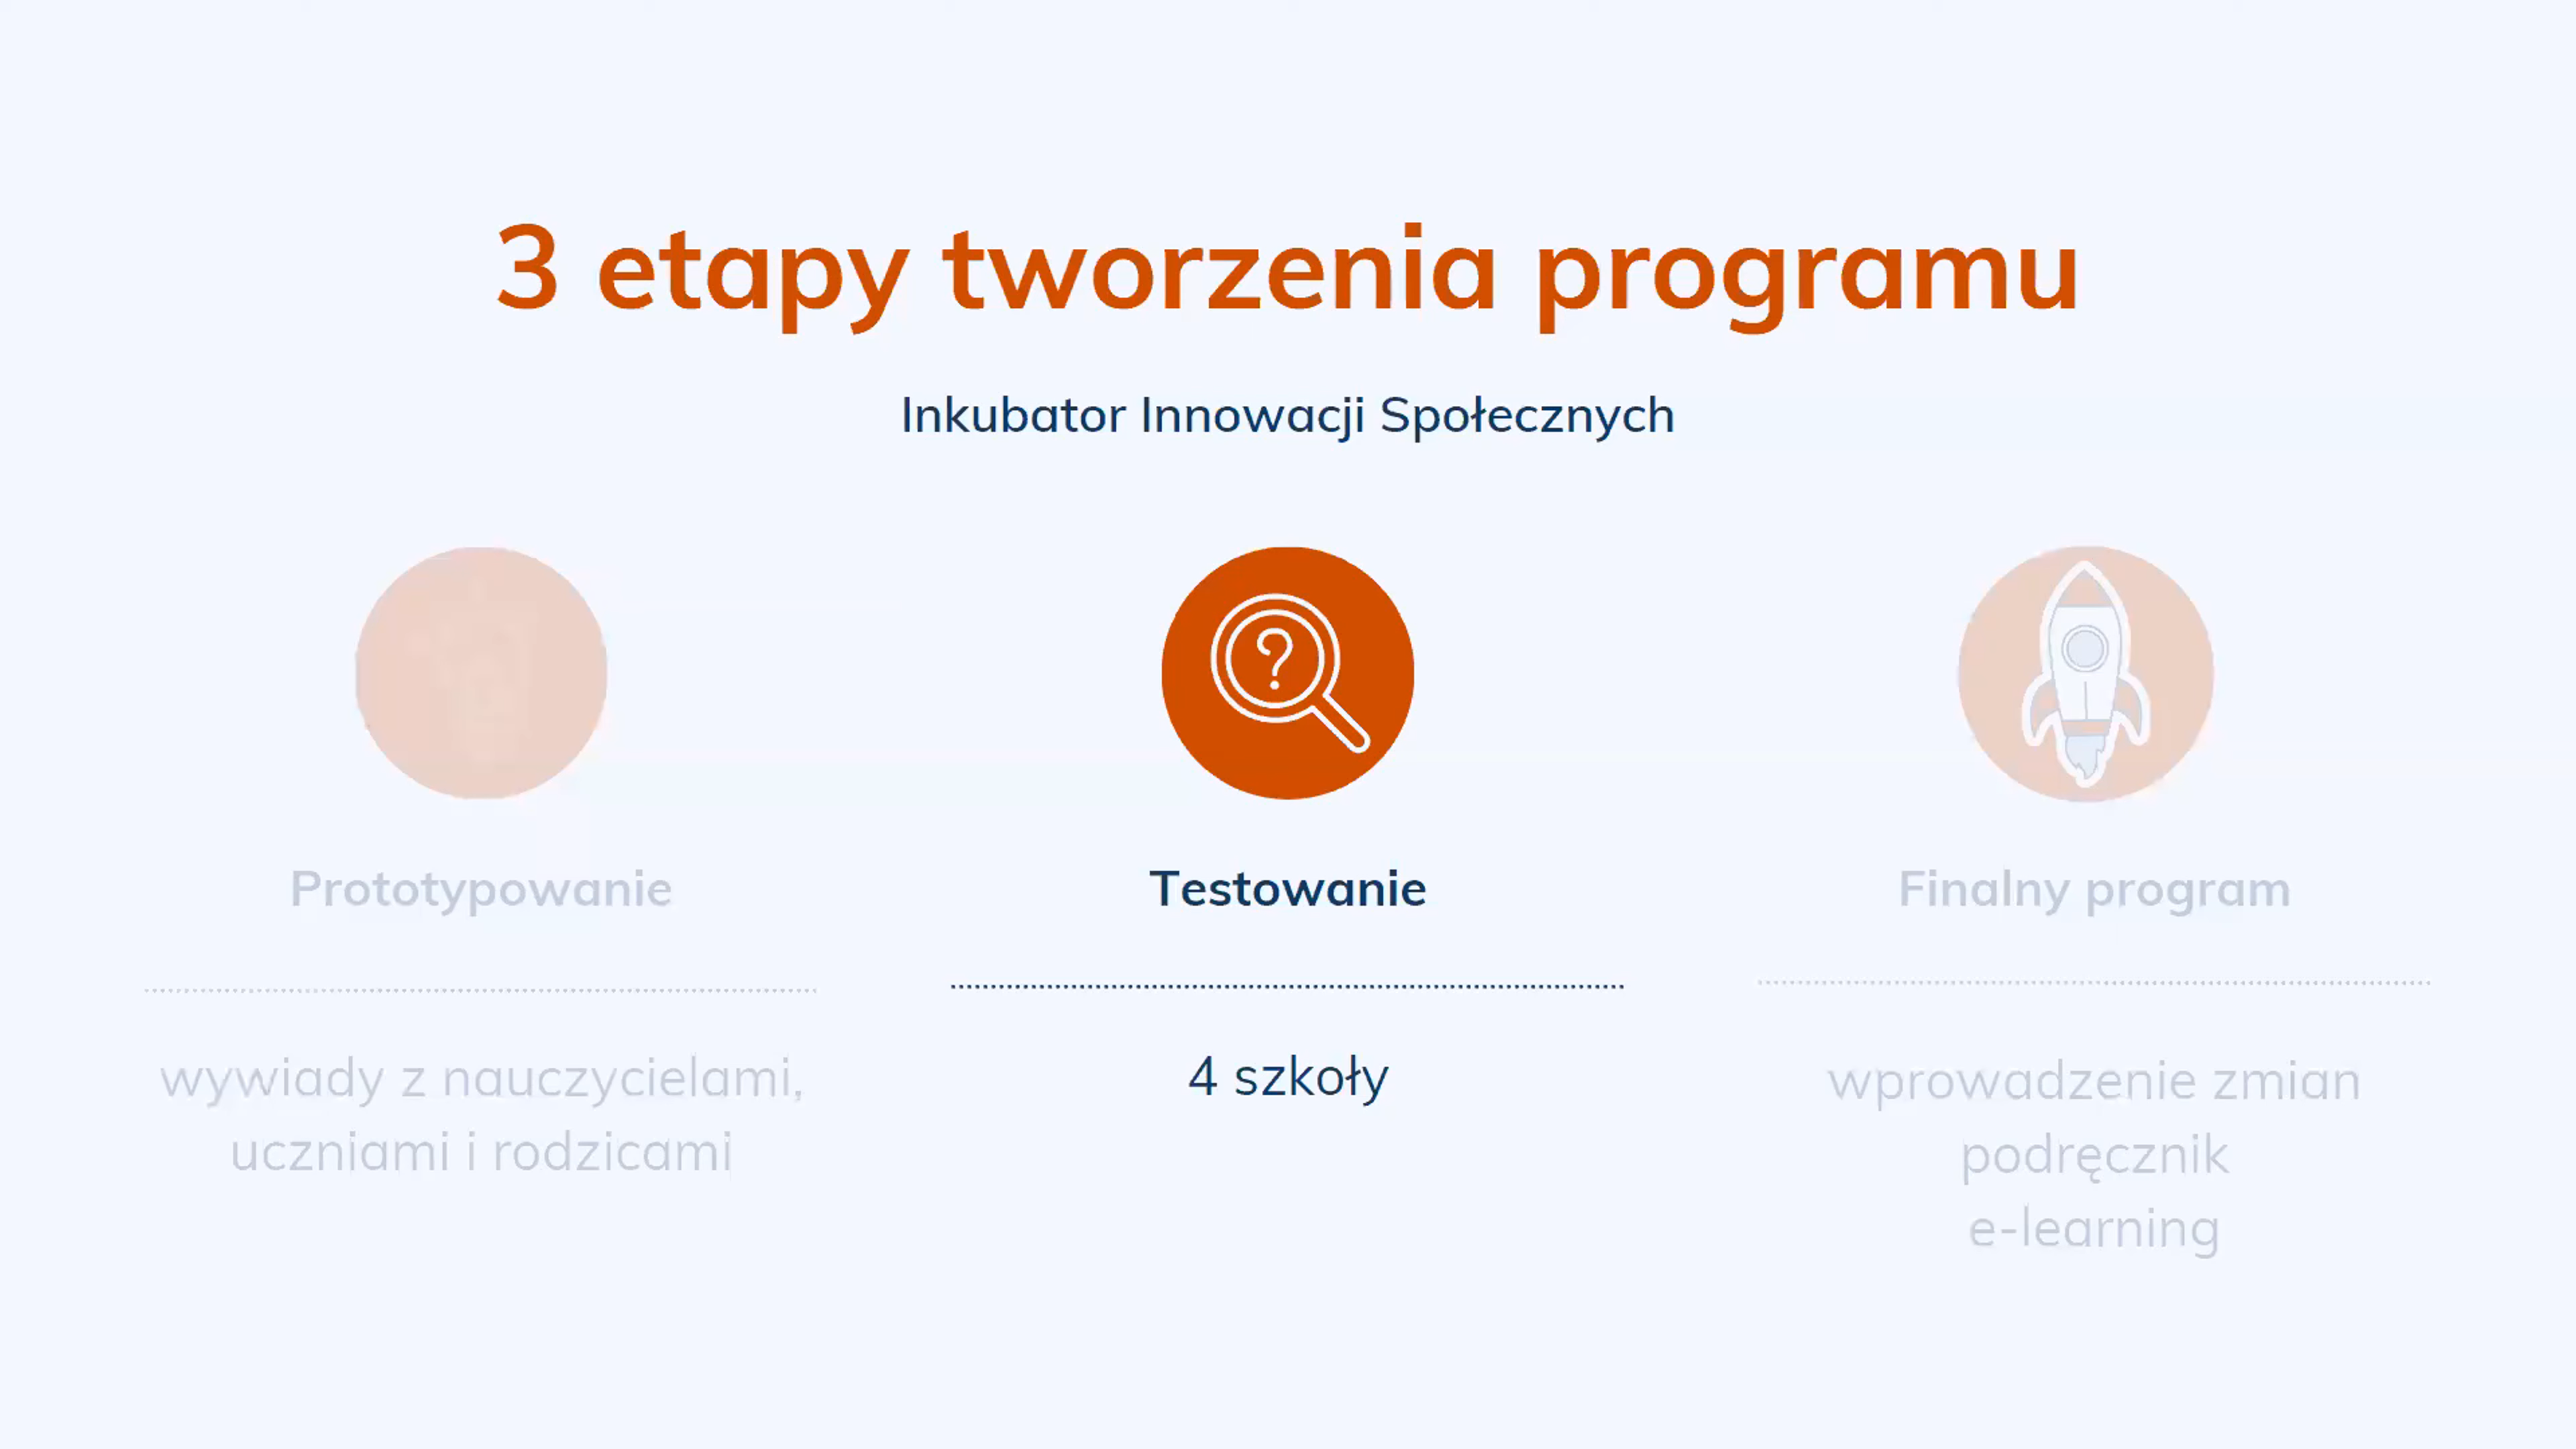 3 etapy tworzenia programu
Inkubator Innowacji Społecznych
?
Prototypowanie
wywiady z nauczycielami,
uczniami i rodzicami
Testowanie
4 szkoły
Finalny program
wprowadzenie zmian
podręcznik
e-learning